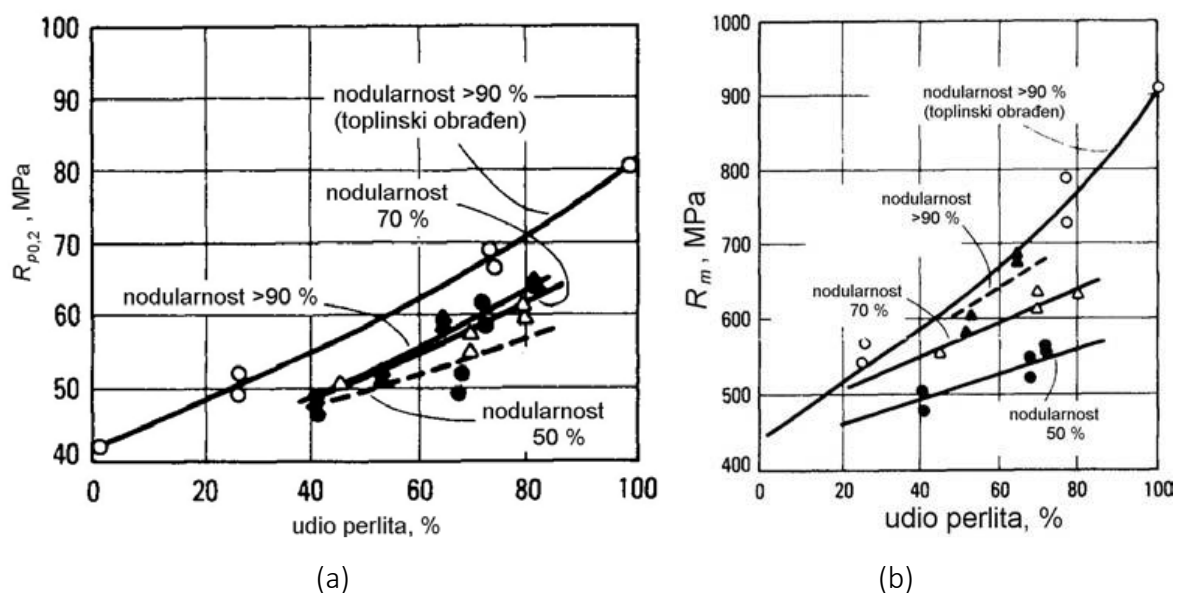 100
90
80
70
60
50
40
R p0,2 , MPa
nodularnost >90 %
(toplinski obrađen)
nodularnost
70 %
nodularnost >90 %
nodularnost
50 %
0
20
40
60
80
100
udio perlita, %
(a)
1000
900
800
700
600
500
400
R m , MPa
nodularnost >90 %
(toplinski obrađen)
nodularnost
>90 %
nodularnost
70 %
nodularnost
50 %
0
20
40
60
80
100
udio perlita, %
(b)